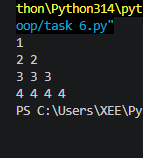 thon\Python314\pyt
oop/task 6.py"
1
2 2
3 3 3
4 4 4 4
PS C:\Users\XEE\Py